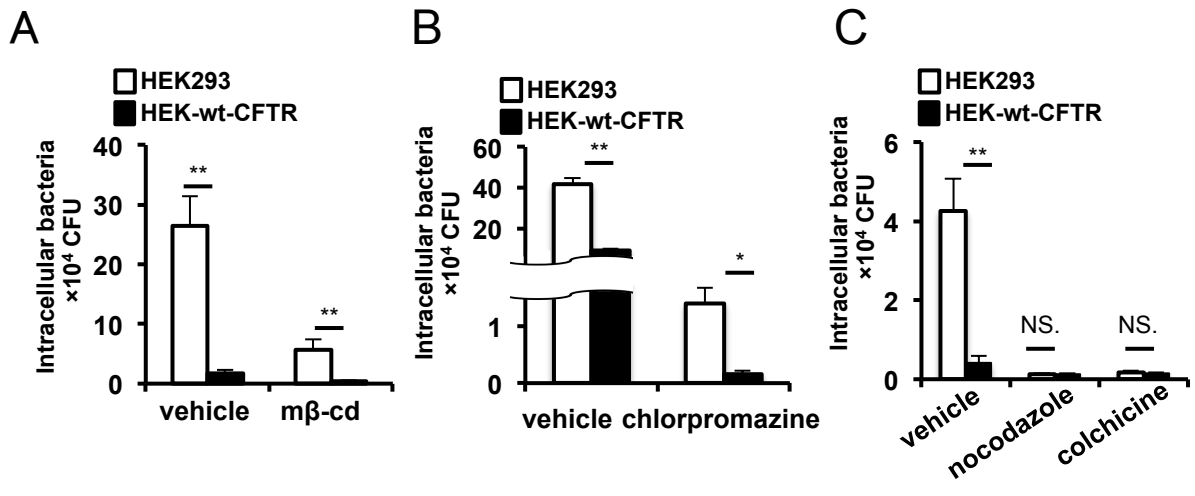 A
HEK293
HEK-wt-CFTR
Intracellular bacteria
×10⁴ CFU
40
30
20
10
0
**
**
vehicle
mβ-cd
B
HEK293
HEK-wt-CFTR
Intracellular bacteria
×10⁴ CFU
60
40
20
1
0
**
*
vehicle
chlorpromazine
C
HEK293
HEK-wt-CFTR
Intracellular bacteria
×10⁴ CFU
6
4
2
0
**
NS.
NS.
vehicle
nocodazole
colchicine